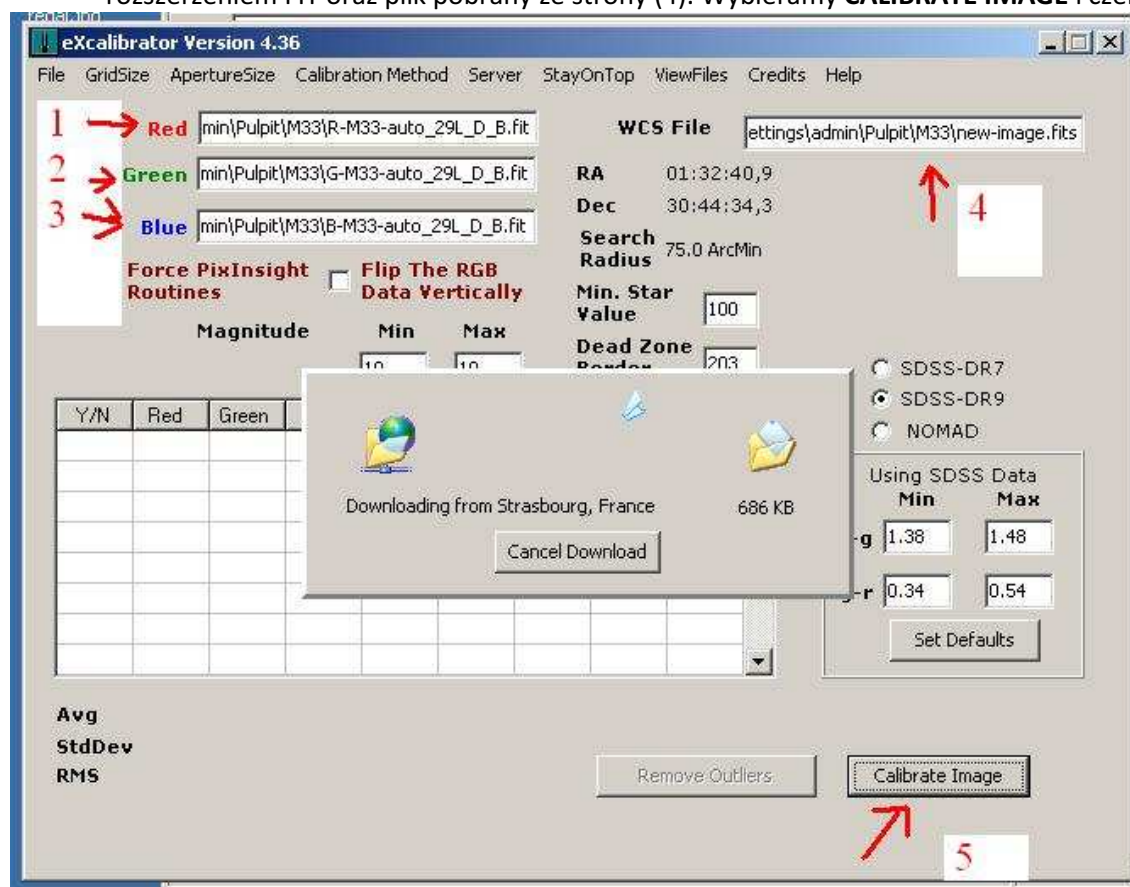 eXcalibrator Version 4.36
File GridSize ApertureSize Calibration Method Server StayOnTop ViewFiles Credits Help
1 Red min\Pulpit\M33\R-M33-auto_29L_D_B.fit
WCS File ettings\admin\Pulpit\M33\new-image.fits
2 Green min\Pulpit\M33\G-M33-auto_29L_D_B.fit
RA 01:32:40,9
3 Blue min\Pulpit\M33\B-M33-auto_29L_D_B.fit
Dec 30:44:34,3
4
Search Radius 75.0 ArcMin
Force PixInsight
Routines
Flip The RGB
Data Vertically
Min. Star
Value 100
Magnitude Min Max
Dead Zone
Border 203
SDSS-DR7
SDSS-DR9
NOMAD
Y/N Red Green
Downloading from Strasbourg, France 686 KB
Cancel Download
Using SDSS Data
Min Max
-g 1.38 1.48
-r 0.34 0.54
Set Defaults
Avg
StdDev
RMS
Remove Outliers
Calibrate Image
5